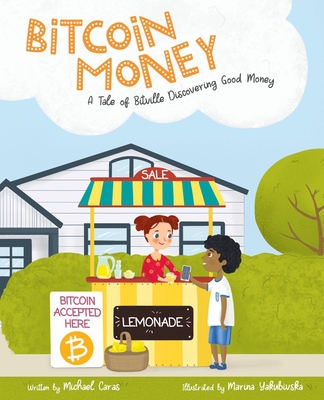 BITCOIN
MONEY
A Tale of Bitville Discovering Good Money
SALE
BITCOIN
ACCEPTED
HERE
₿
LEMONADE
Written by Michael Caras
Illustrated by Marina Yakubivska